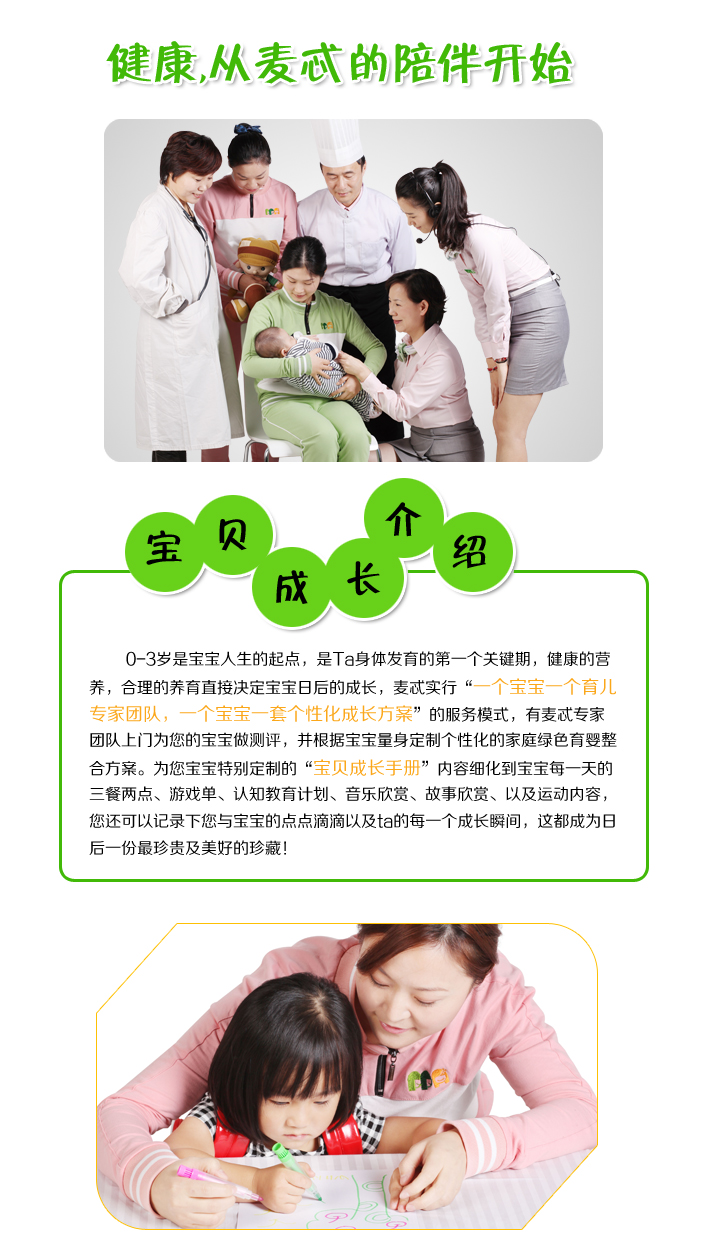 健康,从麦忒的陪伴开始
宝贝成长介绍
0-3岁是宝宝人生的起点，是Ta身体发育的第一个关键期，健康的营
养，合理的养育直接决定宝宝日后的成长，麦忒实行“一个宝宝一个育儿
专家团队，一个宝宝一套个性化成长方案”的服务模式，有麦忒专家
团队上门为您的宝宝做测评，并根据宝宝量身定制个性化的家庭绿色育婴整
合方案。为您宝宝特别定制的“宝贝成长手册”内容细化到宝宝每一天的
三餐两点、游戏单、认知教育计划、音乐欣赏、故事欣赏、以及运动内容，
您还可以记录下您与宝宝的点点滴滴以及ta的每一个成长瞬间，这都成为日
后一份最珍贵及美好的珍藏！